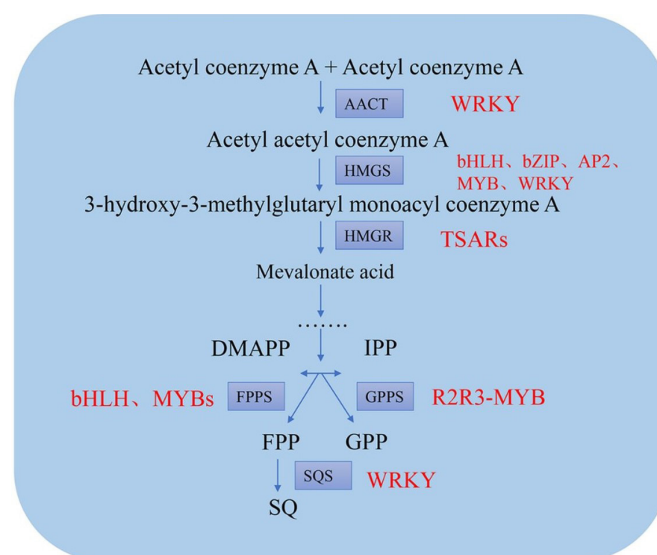 Acetyl coenzyme A + Acetyl coenzyme A
AACT WRKY
Acetyl acetyl coenzyme A
HMGS bHLH、bZIP、AP2、
MYB、WRKY
3-hydroxy-3-methylglutaryl monoacyl coenzyme A
HMGR TSARs
Mevalonate acid
.......
DMAPP IPP
bHLH、MYBs FPPS GPPS R2R3-MYB
FPP GPP
SQS WRKY
SQ